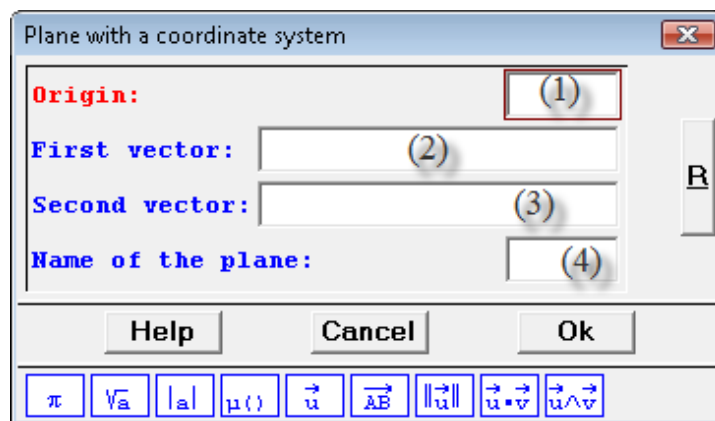 Plane with a coordinate system
Origin: (1)
First vector: (2)
Second vector: (3)
Name of the plane: (4)
R
Help Cancel Ok
π √a |a| μ() u⃗ AB⃗ ‖u⃗‖ u⃗▪v⃗ u⃗∧v⃗